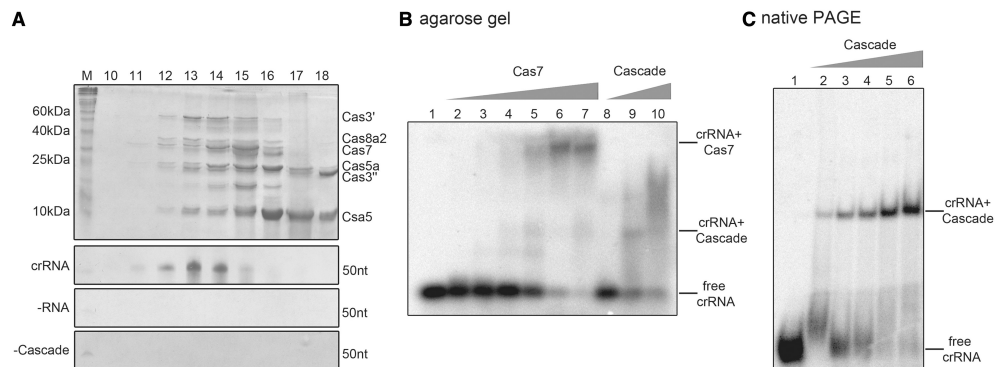 A
M 10 11 12 13 14 15 16 17 18
60kDa
40kDa
25kDa
10kDa
Cas3'
Cas8a2
Cas7
Cas5a
Cas3"
Csa5
crRNA
50nt
-RNA
50nt
-Cascade
50nt
B agarose gel
Cas7
Cascade
1 2 3 4 5 6 7 8 9 10
crRNA+
Cas7
crRNA+
Cascade
free
crRNA
C native PAGE
Cascade
1 2 3 4 5 6
crRNA+
Cascade
free
crRNA